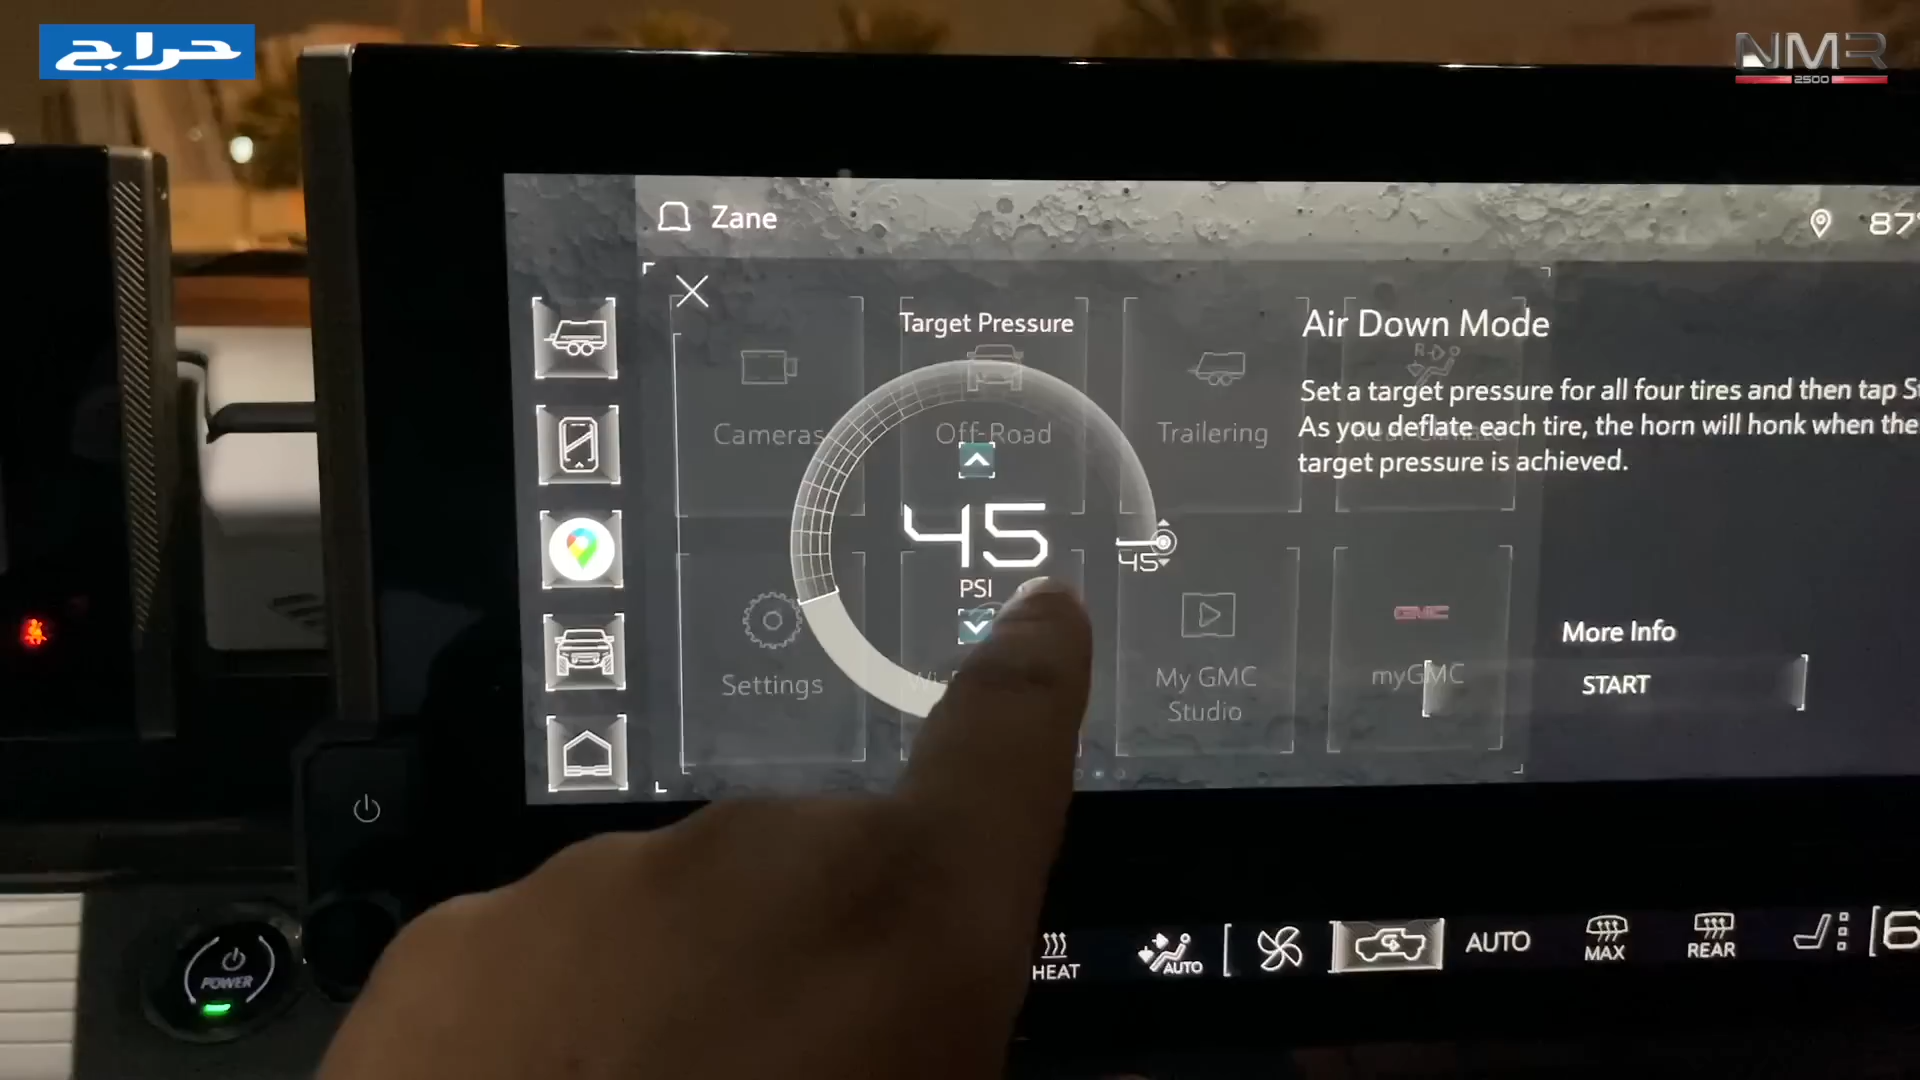 حراج
NMR
2500
Zane
87°
Target Pressure
Air Down Mode
Set a target pressure for all four tires and then tap
As you deflate each tire, the horn will honk when the
target pressure is achieved.
Cameras
Off-Road
Trailering
45
45
PSI
Settings
My GMC
Studio
GMC
myGMC
More Info
START
POWER
HEAT
AUTO
AUTO
MAX
REAR